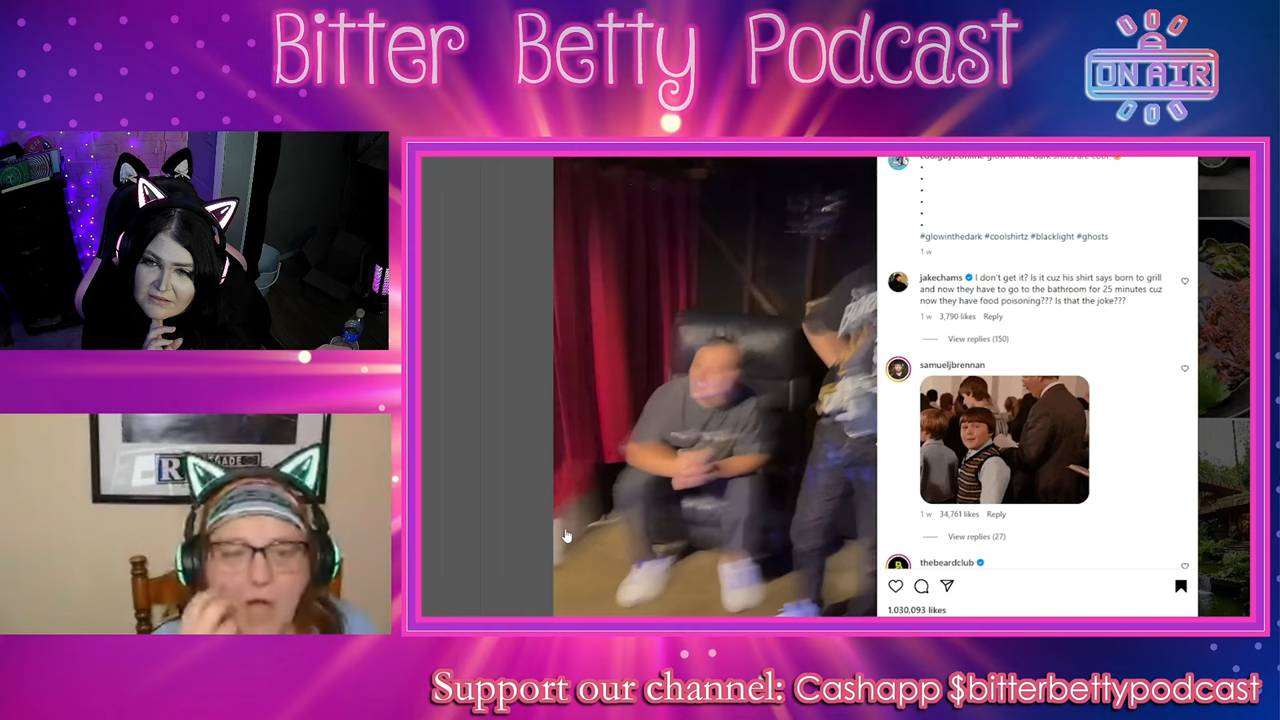 Bitter Betty Podcast
ON AIR
#glowinthedark #coolshirtz #blacklight #ghosts
1 w
jakechams I don't get it? Is it cuz his shirt says born to grill
and now they have to go to the bathroom for 25 minutes cuz
now they have food poisoning??? Is that the joke???
1 w 3,790 likes Reply
View replies (150)
samueljbrennan
1 w 34,761 likes Reply
View replies (27)
thebeardclub
1,030,093 likes
Support our channel: Cashapp $bitterbettypodcast